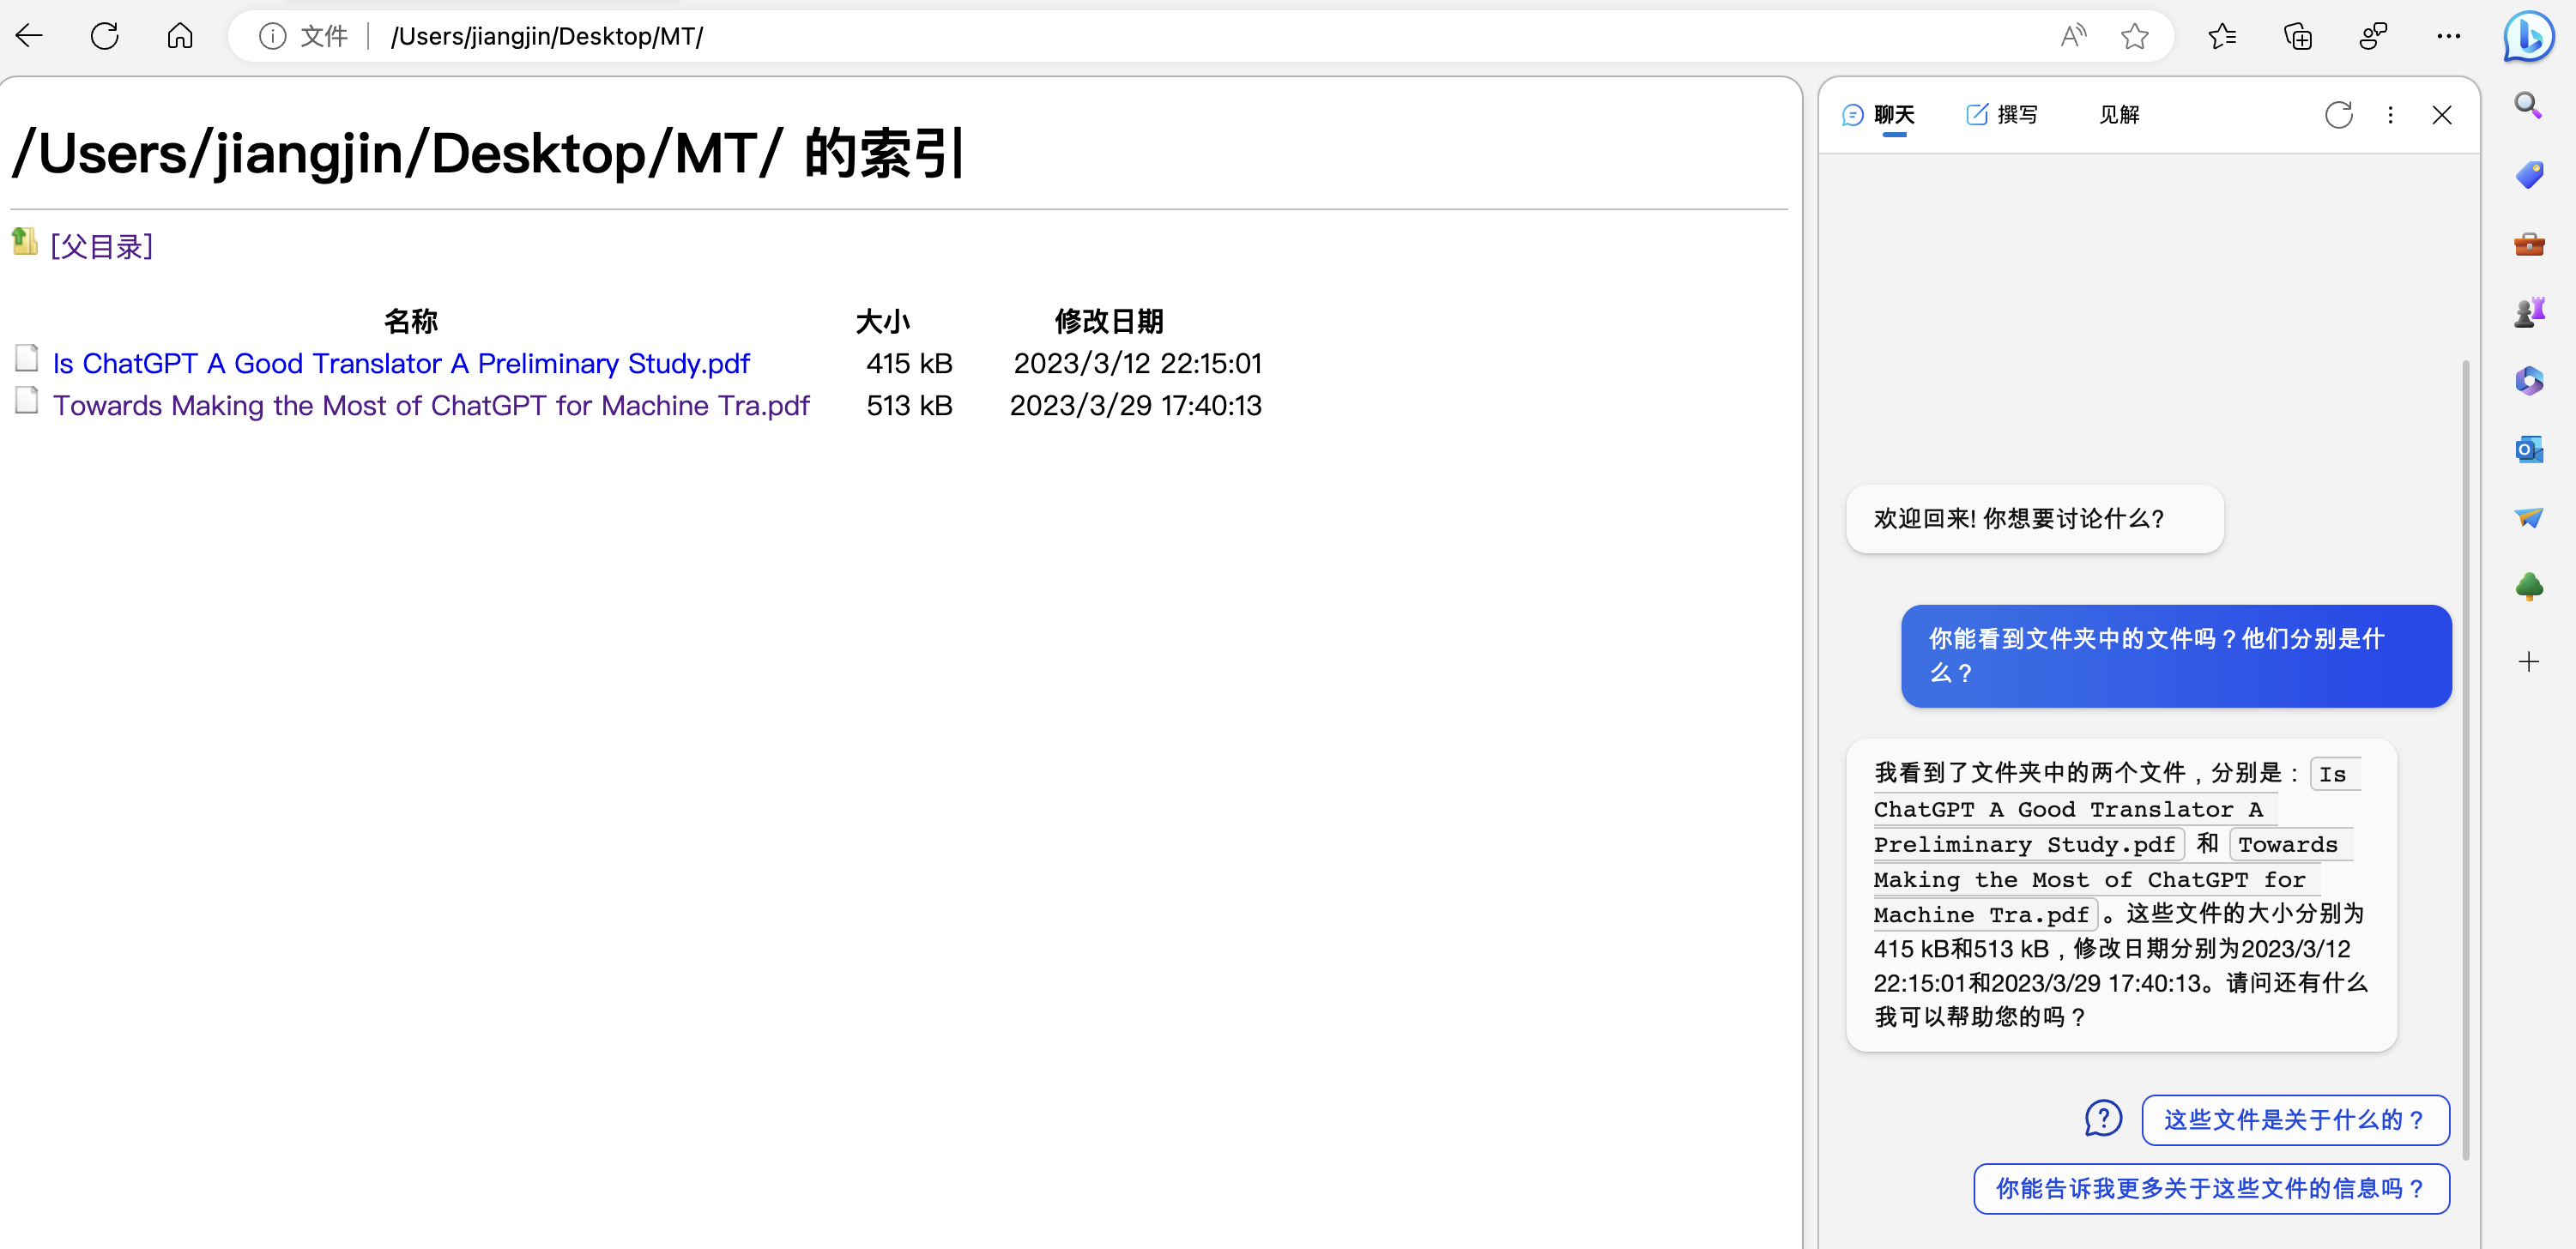 文件 /Users/jiangjin/Desktop/MT/
/Users/jiangjin/Desktop/MT/ 的索引
[父目录]
名称 大小 修改日期
Is ChatGPT A Good Translator A Preliminary Study.pdf 415 kB 2023/3/12 22:15:01
Towards Making the Most of ChatGPT for Machine Tra.pdf 513 kB 2023/3/29 17:40:13
聊天 撰写 见解
欢迎回来! 你想要讨论什么?
你能看到文件夹中的文件吗？他们分别是什
么？
我看到了文件夹中的两个文件，分别是： Is
ChatGPT A Good Translator A
Preliminary Study.pdf 和 Towards
Making the Most of ChatGPT for
Machine Tra.pdf 。这些文件的大小分别为
415 kB和513 kB，修改日期分别为2023/3/12
22:15:01和2023/3/29 17:40:13。请问还有什么
我可以帮助您的吗？
这些文件是关于什么的？
你能告诉我更多关于这些文件的信息吗？